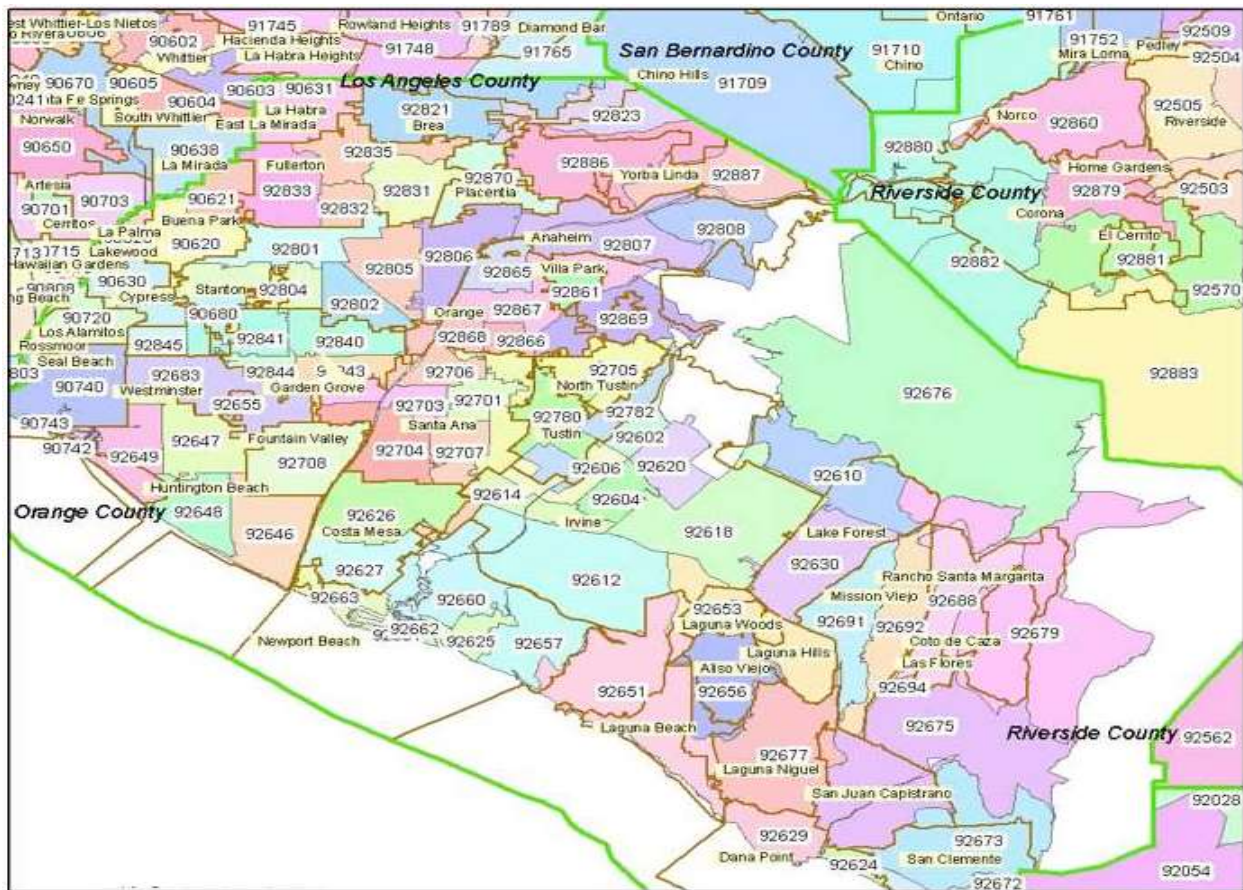 91745
Rowland Heights
91789
Diamond Bar
Ontario
91761
92509
est Whittier-Los Nietos
90602
Hacienda Heights
91748
91765
San Bernardino County
91710
91752
Pedley
92504
o Rivera
90606
Whittier
La Habra Heights
Chino
Mira Loma
90670
90605
90603
90631
Los Angeles County
Chino Hills
91709
ta Fe Springs
90604
La Habra
92821
92823
Norco
92860
92505
Norwalk
South Whittier
East La Mirada
Brea
Riverside
90650
90638
92835
92880
La Mirada
Fullerton
92870
92886
Yorba Linda
92887
Home Gardens
Artesia
90703
90621
92833
92831
Placentia
Riverside County
92879
92503
90701
Cerritos
Buena Park
92832
92808
Corona
La Palma
90620
92801
92806
Anaheim
92807
El Cerrito
90715
Lakewood
92805
92865
Villa Park
92882
92881
Hawaiian Gardens
90630
Stanton
92804
92861
92570
90808
Cypress
92802
ng Beach
90720
90680
Orange
92867
92869
Los Alamitos
92841
92840
92868
92866
Rossmoor
92845
Seal Beach
92683
92844
92706
92705
92883
90740
Westminster
Garden Grove
North Tustin
92676
92655
92703
92701
92782
90743
92647
Fountain Valley
Santa Ana
92780
90742
92649
92708
92704
92707
Tustin
92602
92606
92620
92610
Huntington Beach
92614
92604
Orange County
92648
92626
Irvine
92618
Lake Forest
92646
Costa Mesa
92627
92612
92630
Rancho Santa Margarita
92663
92660
92653
Mission Viejo
92688
Newport Beach
92662
92625
92657
Laguna Woods
92691
92692
Coto de Caza
92679
Laguna Hills
Las Flores
Aliso Viejo
92651
92656
92694
Laguna Beach
92675
Riverside County
92562
92677
Laguna Niguel
San Juan Capistrano
92028
92629
92673
Dana Point
92624
San Clemente
92672
92054